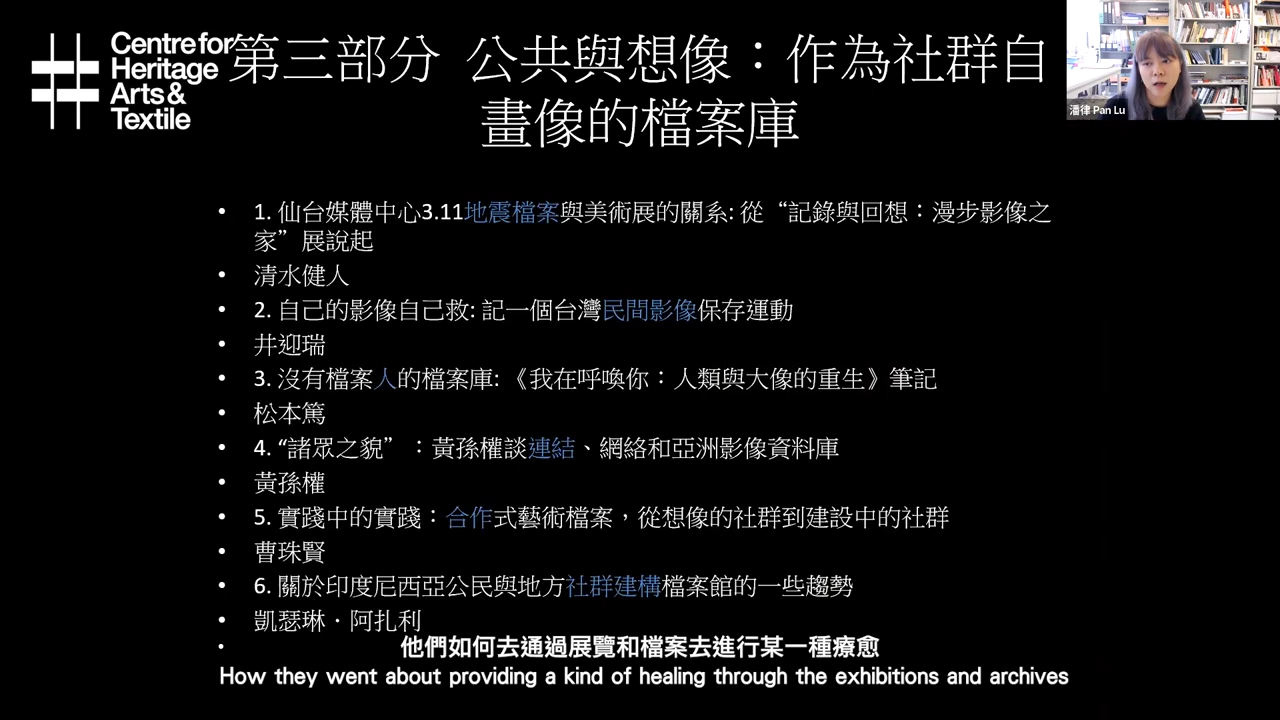 Centre for
Heritage
Arts &
Textile
第三部分 公共與想像：作為社群自
畫像的檔案庫
潘律 Pan Lu
• 1. 仙台媒體中心3.11地震檔案與美術展的關系: 從“記錄與回想：漫步影像之
家”展說起
• 清水健人
• 2. 自己的影像自己救: 記一個台灣民間影像保存運動
• 井迎瑞
• 3. 沒有檔案人的檔案庫: 《我在呼喚你：人類與大像的重生》筆記
• 松本篤
• 4. “諸眾之貌”：黃孫權談連結、網絡和亞洲影像資料庫
• 黃孫權
• 5. 實踐中的實踐：合作式藝術檔案，從想像的社群到建設中的社群
• 曹珠賢
• 6. 關於印度尼西亞公民與地方社群建構檔案館的一些趨勢
• 凱瑟琳．阿扎利
•
他們如何去通過展覽和檔案去進行某一種療愈
How they went about providing a kind of healing through the exhibitions and archives